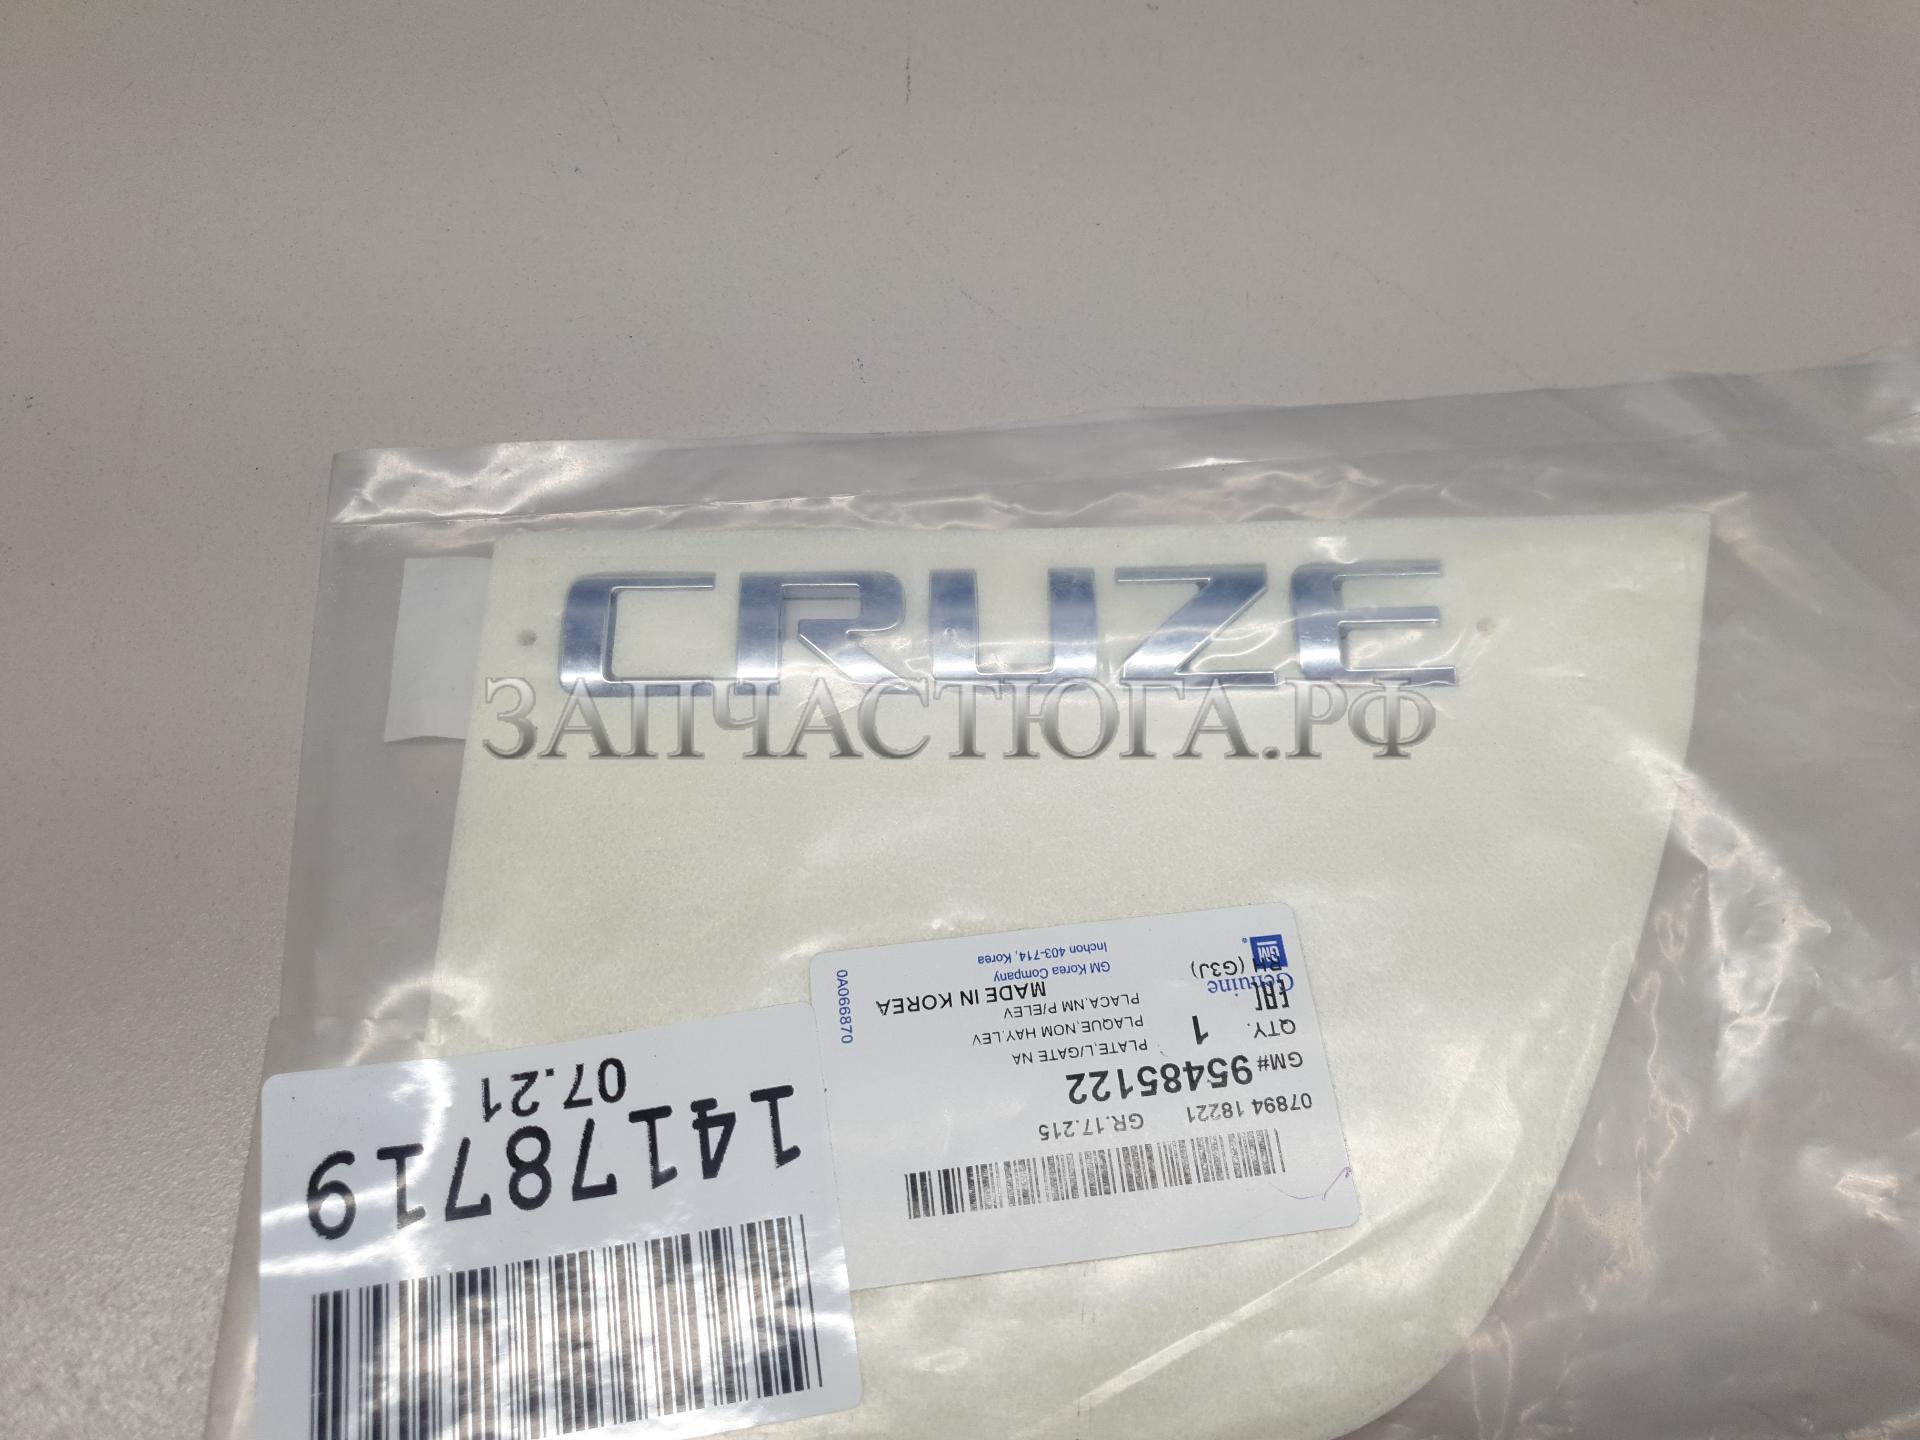 CRUZE
ЗАПЧАСТЮГА.РФ
GM
Genuine
RH (G3J)
GM Korea Company
Inchon 403-714, Korea
MADE IN KOREA
0A066870
EAC
QTY. 1
PLACA,NM P/ELEV
PLAQUE,NOM HAY.LEV
PLATE,L/GATE NA
GM# 95485122
07894 18221 GR.17.215
07.21
14178719